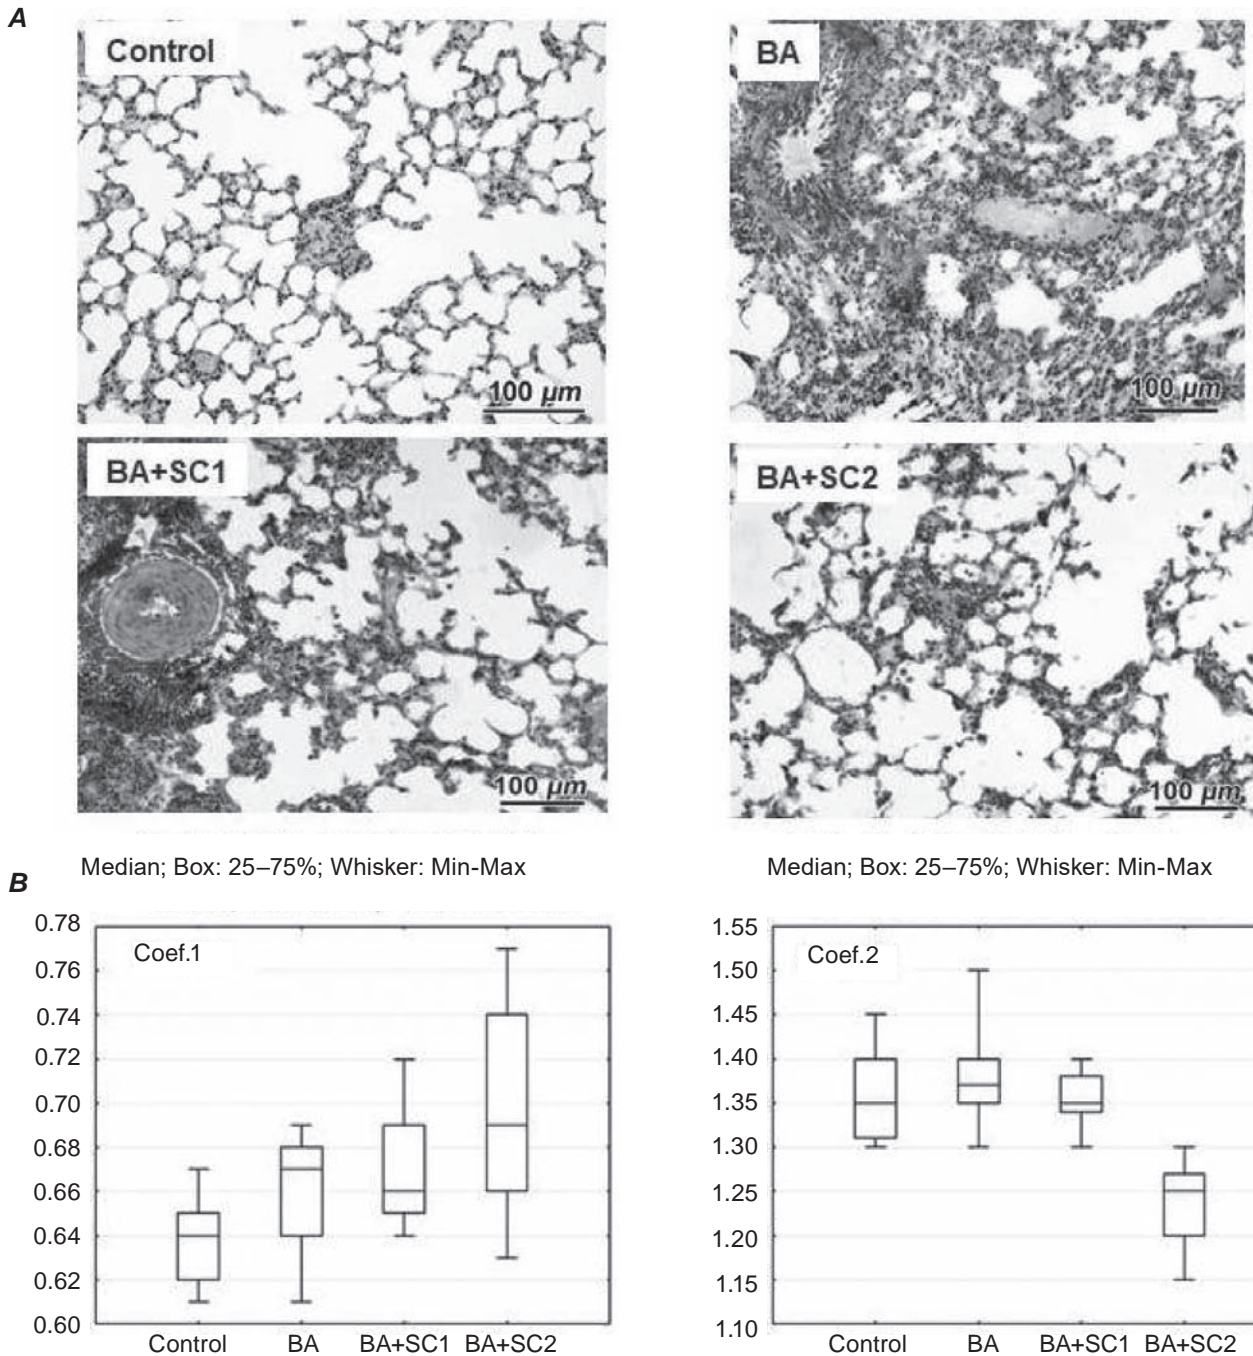 A
Control
BA
100 µm
100 µm
BA+SC1
BA+SC2
100 µm
100 µm
Median; Box: 25–75%; Whisker: Min-Max
Median; Box: 25–75%; Whisker: Min-Max
B
Coef.1
0.78
0.76
0.74
0.72
0.70
0.68
0.66
0.64
0.62
0.60
Control BA BA+SC1 BA+SC2
Coef.2
1.55
1.50
1.45
1.40
1.35
1.30
1.25
1.20
1.15
1.10
Control BA BA+SC1 BA+SC2